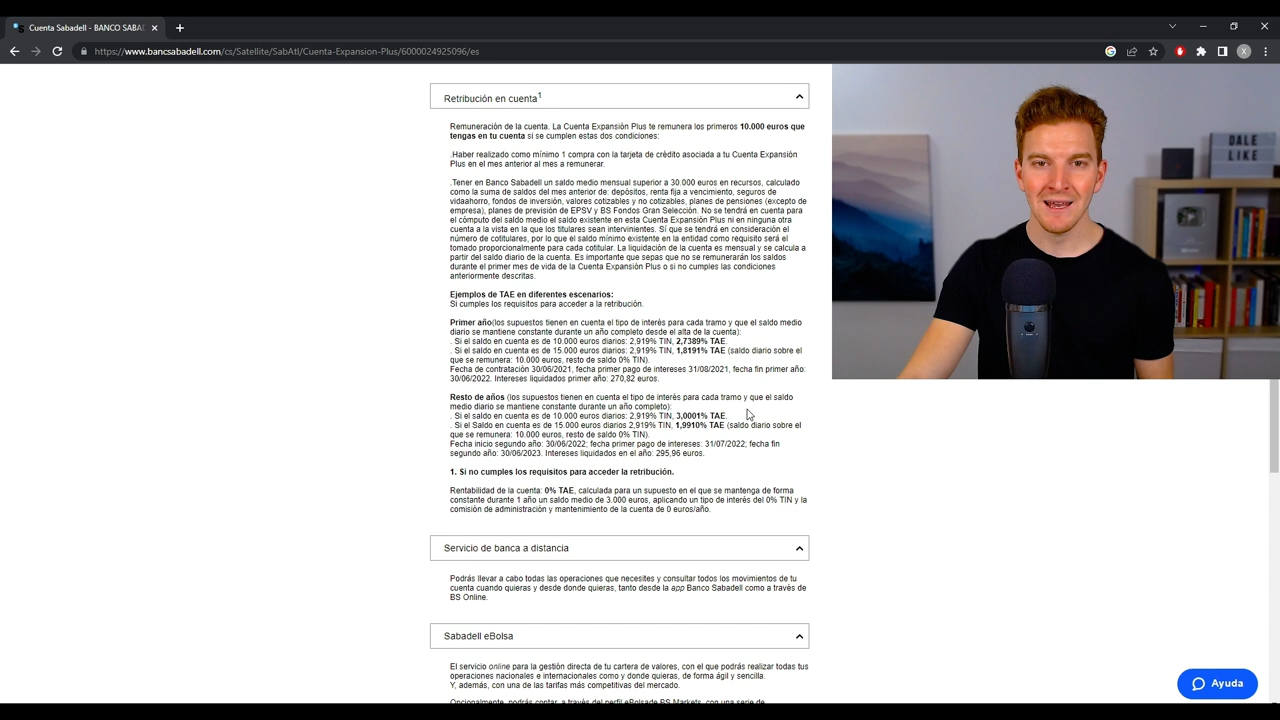 Cuenta Sabadell - BANCO SABA
https://www.bancsabadell.com/cs/Satellite/SabAtl/Cuenta-Expansion-Plus/6000024925096/es
X
Retribución en cuenta1
Remuneración de la cuenta. La Cuenta Expansión Plus te remunera los primeros 10.000 euros que
tengas en tu cuenta si se cumplen estas dos condiciones:
.Haber realizado como mínimo 1 compra con la tarjeta de crédito asociada a tu Cuenta Expansión
Plus en el mes anterior al mes a remunerar.
.Tener en Banco Sabadell un saldo medio mensual superior a 30.000 euros en recursos, calculado
como la suma de saldos del mes anterior de: depósitos, renta fija a vencimiento, seguros de
vidaahorro, fondos de inversión, valores cotizables y no cotizables, planes de pensiones (excepto de
empresa), planes de previsión de EPSV y BS Fondos Gran Selección. No se tendrá en cuenta para
el cómputo del saldo medio el saldo existente en esta Cuenta Expansión Plus ni en ninguna otra
cuenta a la vista en la que los titulares sean intervinientes. Sí que se tendrá en consideración el
número de cotitulares, por lo que el saldo mínimo existente en la entidad como requisito será el
tomado proporcionalmente para cada cotitular. La liquidación de la cuenta es mensual y se calcula a
partir del saldo diario de la cuenta. Es importante que sepas que no se remunerarán los saldos
durante el primer mes de vida de la Cuenta Expansión Plus o si no cumples las condiciones
anteriormente descritas.
Ejemplos de TAE en diferentes escenarios:
Si cumples los requisitos para acceder a la retribución.
Primer año(los supuestos tienen en cuenta el tipo de interés para cada tramo y que el saldo medio
diario se mantiene constante durante un año completo desde el alta de la cuenta):
. Si el saldo en cuenta es de 10.000 euros diarios: 2,919% TIN, 2,7389% TAE.
. Si el saldo en cuenta es de 15.000 euros diarios: 2,919% TIN, 1,8191% TAE (saldo diario sobre el
que se remunera: 10.000 euros, resto de saldo 0% TIN).
Fecha de contratación 30/06/2021, fecha primer pago de intereses 31/08/2021, fecha fin primer año:
30/06/2022. Intereses liquidados primer año: 270,82 euros.
Resto de años (los supuestos tienen en cuenta el tipo de interés para cada tramo y que el saldo
medio diario se mantiene constante durante un año completo):
. Si el saldo en cuenta es de 10.000 euros diarios: 2,919% TIN, 3,0001% TAE.
. Si el Saldo en cuenta es de 15.000 euros diarios 2,919% TIN, 1,9910% TAE (saldo diario sobre el
que se remunera: 10.000 euros, resto de saldo 0% TIN).
Fecha inicio segundo año: 30/06/2022; fecha primer pago de intereses: 31/07/2022; fecha fin
segundo año: 30/06/2023. Intereses liquidados en el año: 295,96 euros.
1. Si no cumples los requisitos para acceder la retribución.
Rentabilidad de la cuenta: 0% TAE, calculada para un supuesto en el que se mantenga de forma
constante durante 1 año un saldo medio de 3.000 euros, aplicando un tipo de interés del 0% TIN y la
comisión de administración y mantenimiento de la cuenta de 0 euros/año.
Servicio de banca a distancia
Podrás llevar a cabo todas las operaciones que necesites y consultar todos los movimientos de tu
cuenta cuando quieras y desde donde quieras, tanto desde la app Banco Sabadell como a través de
BS Online.
Sabadell eBolsa
El servicio online para la gestión directa de tu cartera de valores, con el que podrás realizar todas tus
operaciones nacionales e internacionales como y donde quieras, de forma ágil y sencilla.
Y, además, con una de las tarifas más competitivas del mercado.
Opcionalmente, podrás contar, a través del perfil eBolsade BS Markets, con una serie de
DALE
LIKE
Ayuda